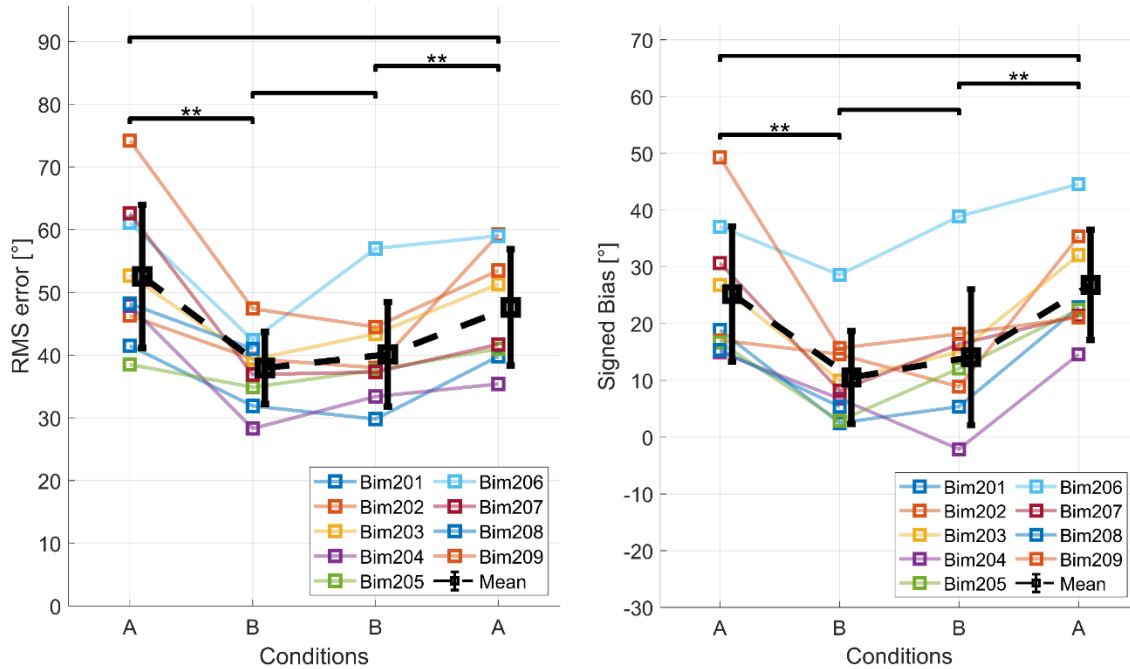 RMS error [°]
90
80
70
60
50
40
30
20
10
0
**
**
Bim201 Bim206
Bim202 Bim207
Bim203 Bim208
Bim204 Bim209
Bim205 Mean
A B B A
Conditions
Signed Bias [°]
70
60
50
40
30
20
10
0
-10
-20
-30
**
**
Bim201 Bim206
Bim202 Bim207
Bim203 Bim208
Bim204 Bim209
Bim205 Mean
A B B A
Conditions